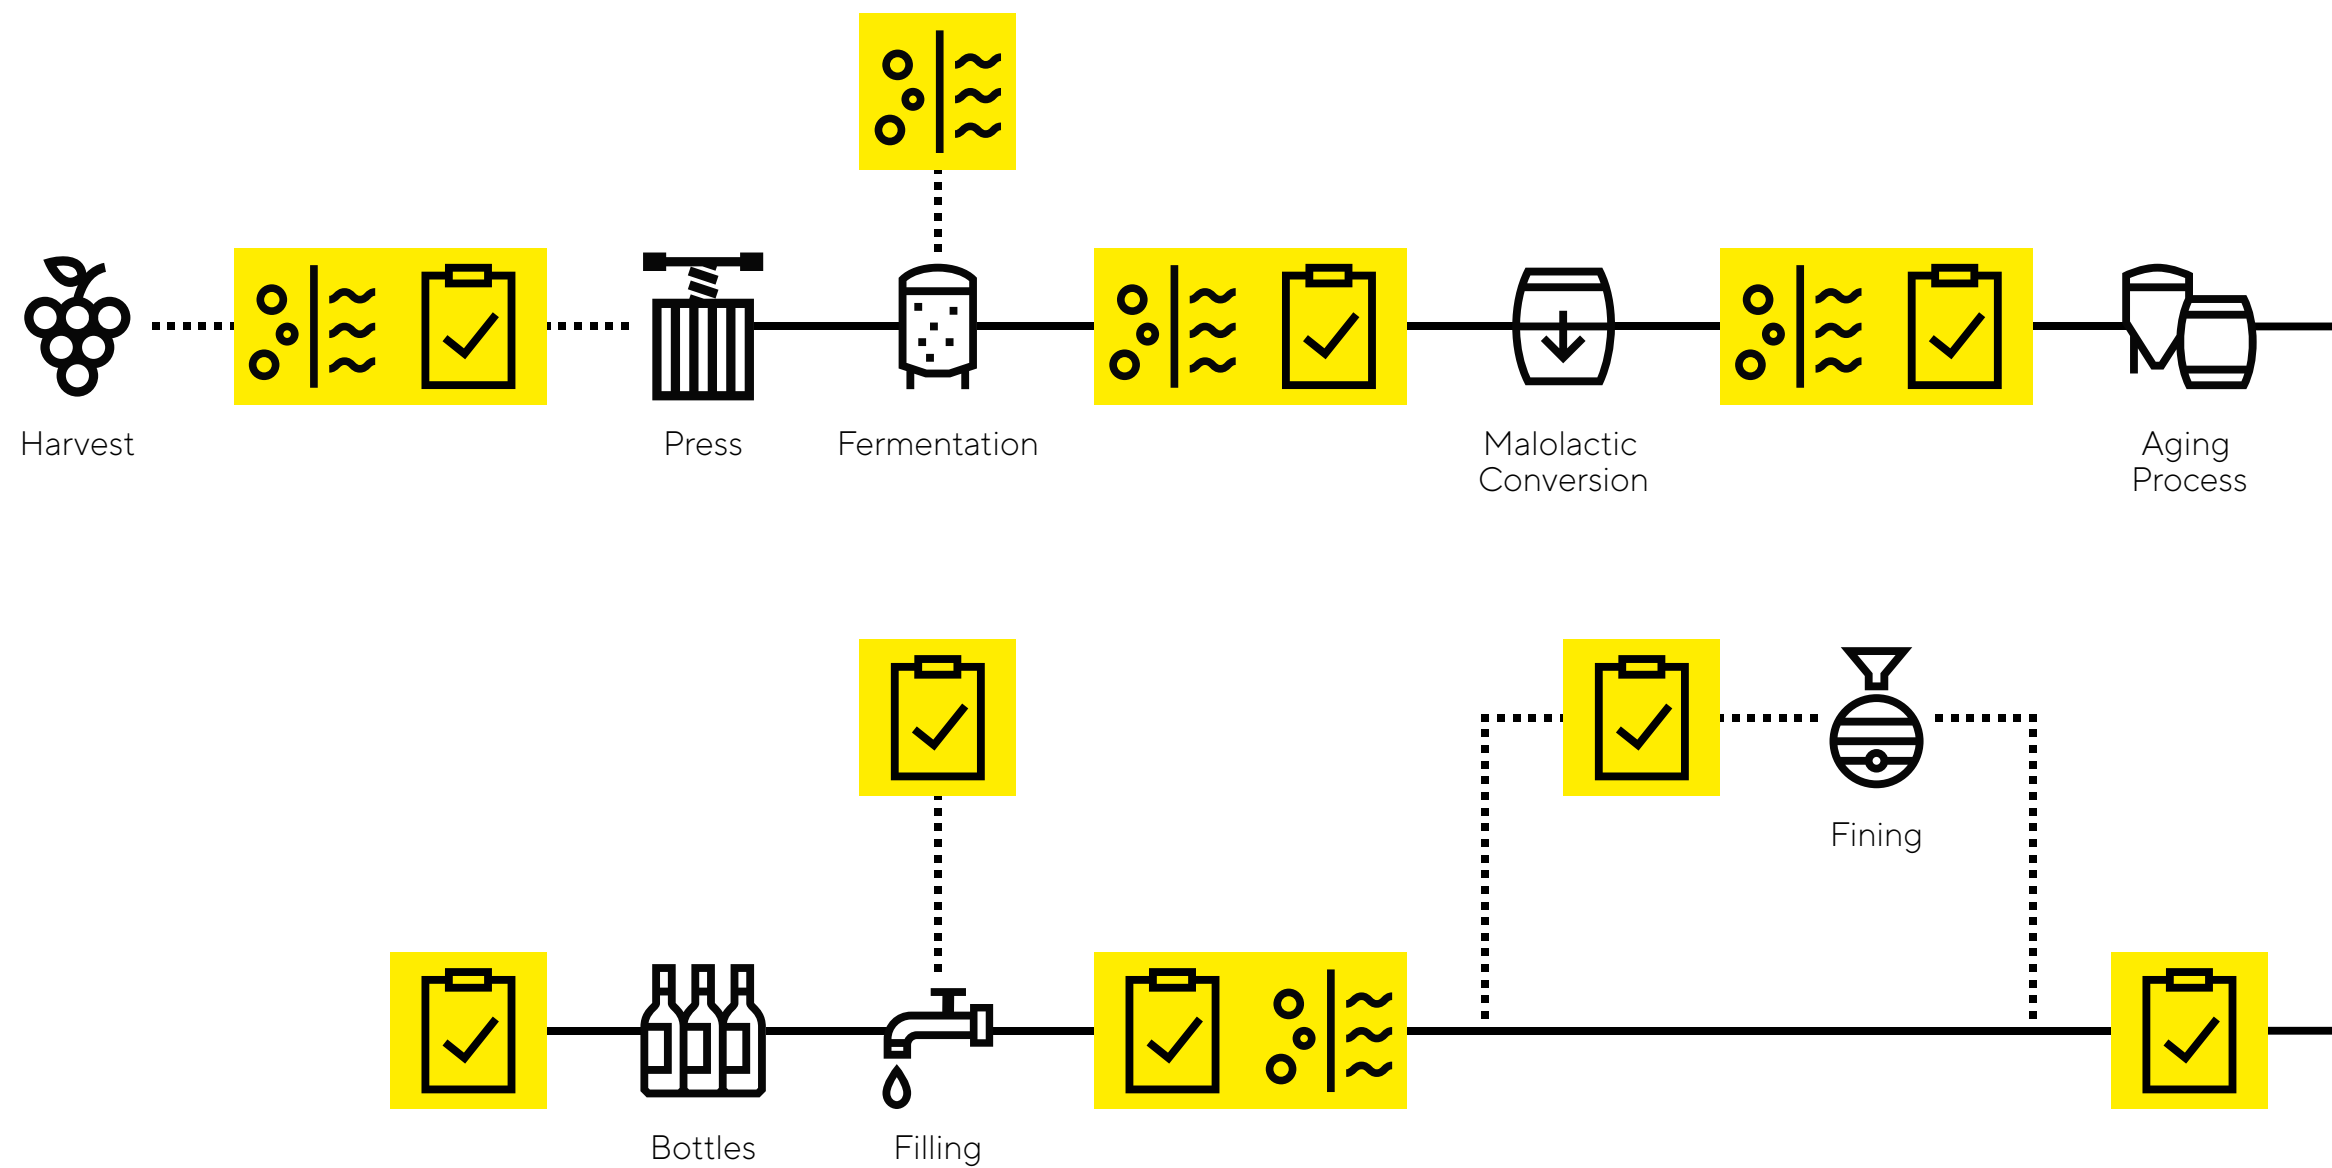 Harvest
Press
Fermentation
Malolactic
Conversion
Aging
Process
Fining
Bottles
Filling